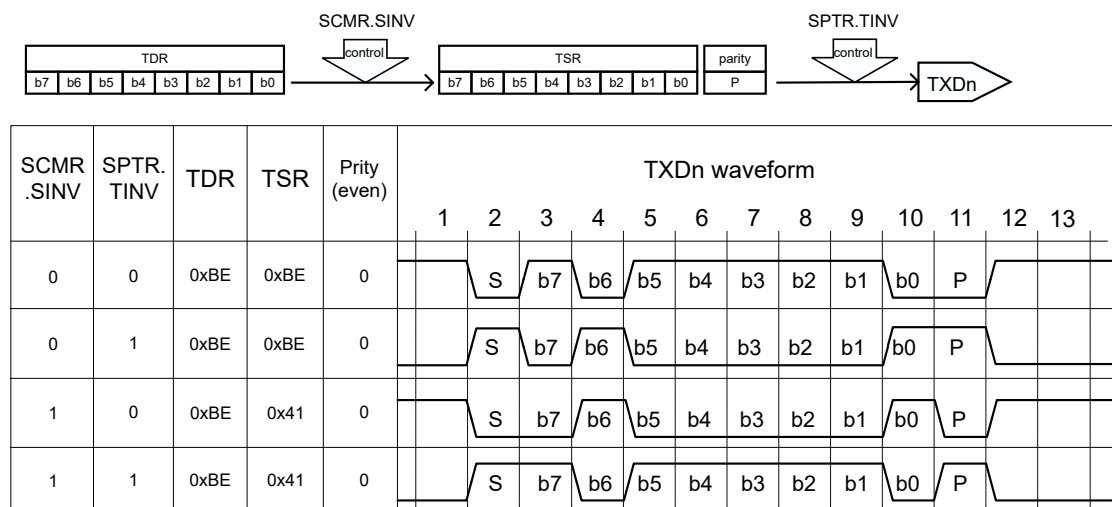 SCMR.SINV SPTR.TINV
TDR control TSR parity control
b7 b6 b5 b4 b3 b2 b1 b0 b7 b6 b5 b4 b3 b2 b1 b0 P TXDn
SCMR .SINV SPTR. TINV TDR TSR Prity (even) TXDn waveform
1 2 3 4 5 6 7 8 9 10 11 12 13
0 0 0xBE 0xBE 0 S b7 b6 b5 b4 b3 b2 b1 b0 P
0 1 0xBE 0xBE 0 S b7 b6 b5 b4 b3 b2 b1 b0 P
1 0 0xBE 0x41 0 S b7 b6 b5 b4 b3 b2 b1 b0 P
1 1 0xBE 0x41 0 S b7 b6 b5 b4 b3 b2 b1 b0 P